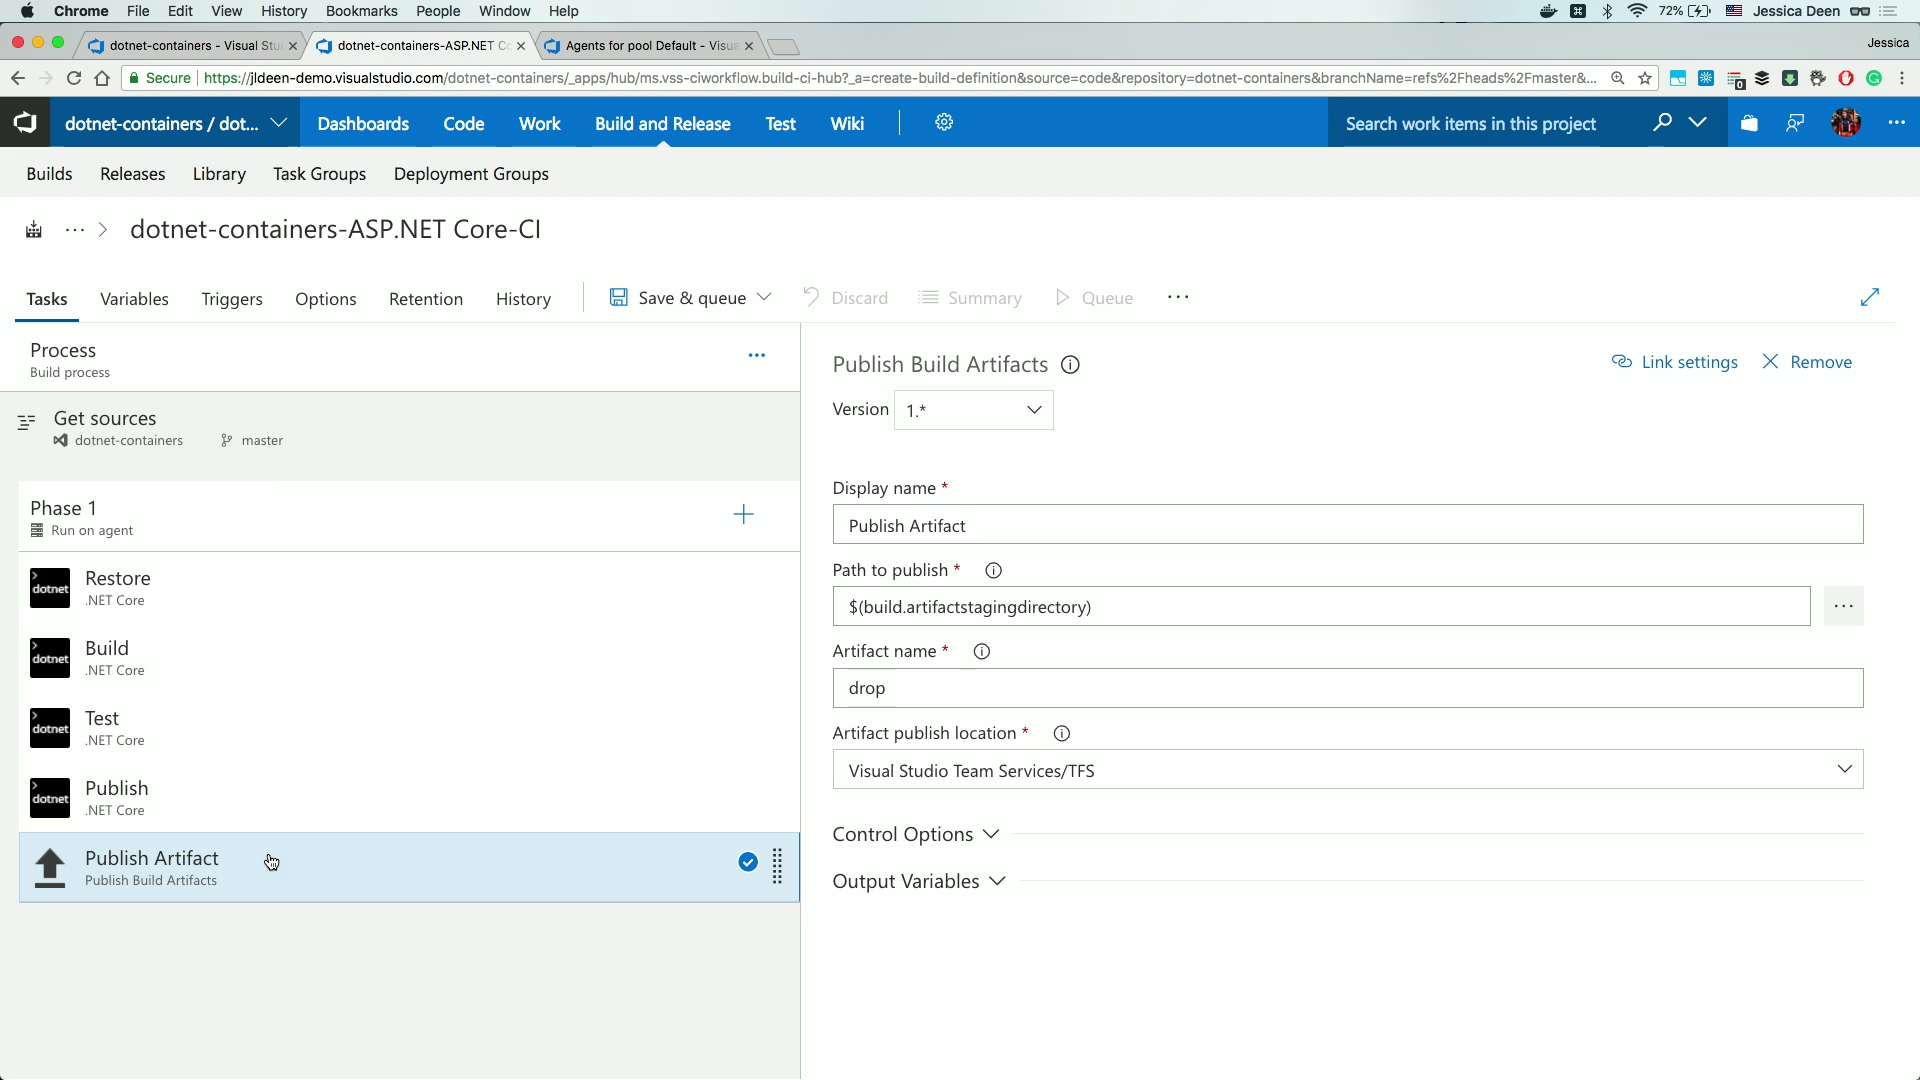 Chrome File Edit View History Bookmarks People Window Help 72% Jessica Deen
dotnet-containers - Visual Stu dotnet-containers-ASP.NET C Agents for pool Default - Visua Jessica
Secure https://jldeen-demo.visualstudio.com/dotnet-containers/_apps/hub/ms.vss-ciworkflow.build-ci-hub?_a=create-build-definition&source=code&repository=dotnet-containers&branchName=refs%2Fheads%2Fmaster&... 0
dotnet-containers / dot... Dashboards Code Work Build and Release Test Wiki Search work items in this project
Builds Releases Library Task Groups Deployment Groups
... > dotnet-containers-ASP.NET Core-CI
Tasks Variables Triggers Options Retention History Save & queue Discard Summary Queue ...
Process
Build process
Get sources
dotnet-containers master
Phase 1
Run on agent
dotnet Restore
.NET Core
dotnet Build
.NET Core
dotnet Test
.NET Core
dotnet Publish
.NET Core
Publish Artifact
Publish Build Artifacts
Publish Build Artifacts Link settings Remove
Version 1.*
Display name *
Publish Artifact
Path to publish *
$(build.artifactstagingdirectory) ...
Artifact name *
drop
Artifact publish location *
Visual Studio Team Services/TFS
Control Options
Output Variables